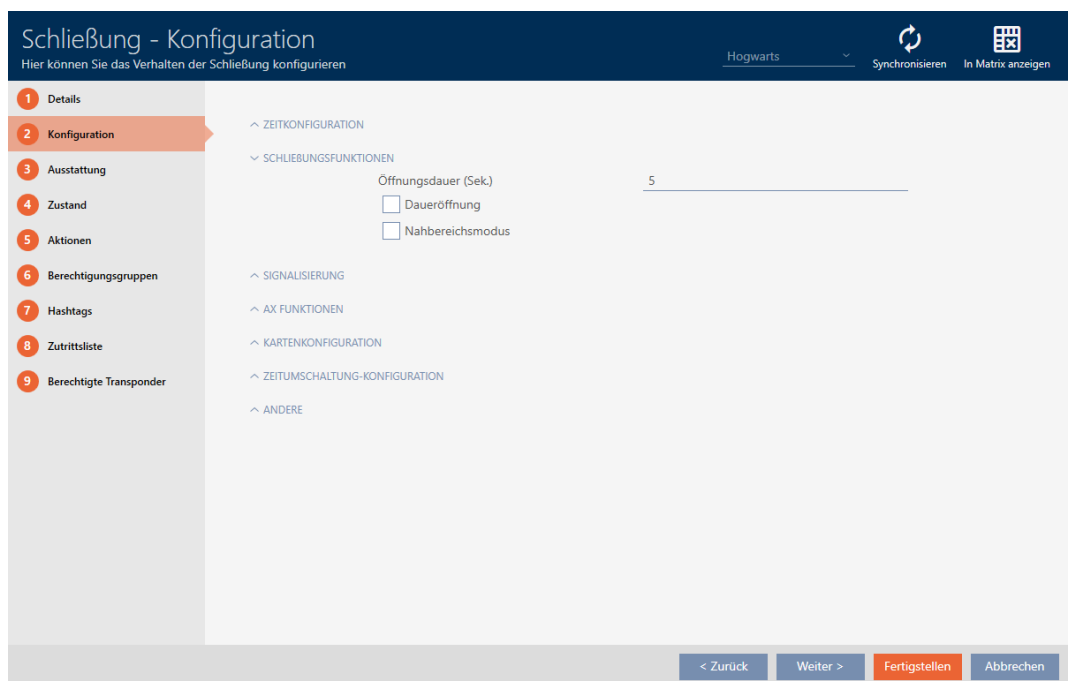 Schließung - Konfiguration
Hier können Sie das Verhalten der Schließung konfigurieren
Hogwarts
Synchronisieren
In Matrix anzeigen
1 Details
2 Konfiguration
3 Ausstattung
4 Zustand
5 Aktionen
6 Berechtigungsgruppen
7 Hashtags
8 Zutrittsliste
9 Berechtigte Transponder
ZEITKONFIGURATION
SCHLIEßUNGSFUNKTIONEN
Öffnungsdauer (Sek.) 5
Daueröffnung
Nahbereichsmodus
SIGNALISIERUNG
AX FUNKTIONEN
KARTENKONFIGURATION
ZEITUMSCHALTUNG-KONFIGURATION
ANDERE
< Zurück
Weiter >
Fertigstellen
Abbrechen